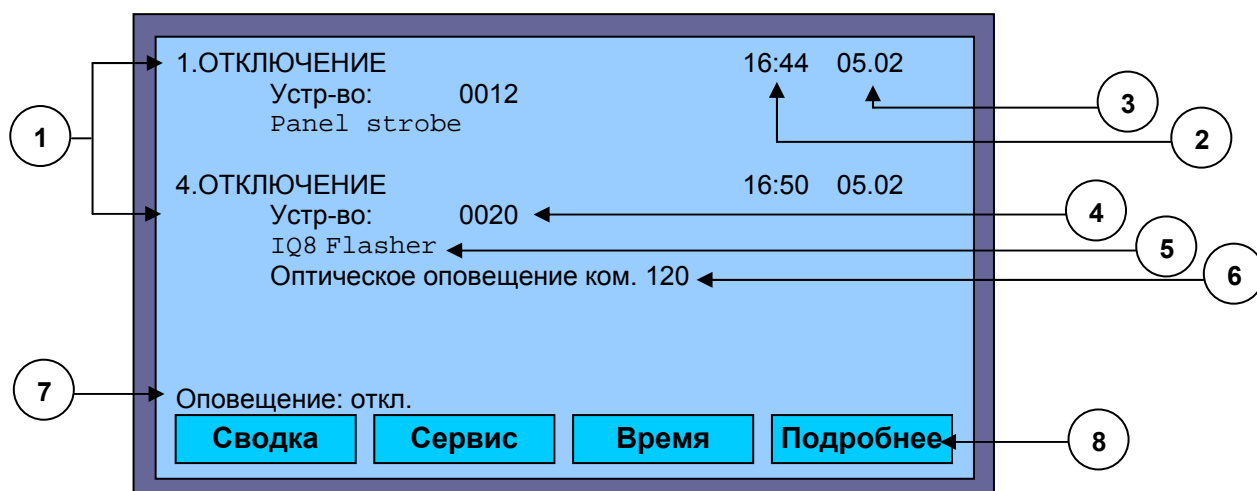 1.ОТКЛЮЧЕНИЕ 16:44 05.02
Устр-во: 0012
Panel strobe
3
2
1
4.ОТКЛЮЧЕНИЕ 16:50 05.02
Устр-во: 0020
4
IQ8 Flasher
5
Оптическое оповещение ком. 120
6
7
Оповещение: откл.
Сводка Сервис Время Подробнее
8